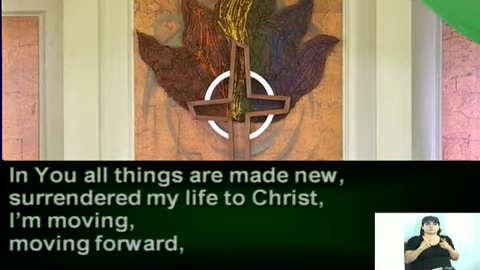 In You all things are made new,
surrendered my life to Christ,
I'm moving,
moving forward,